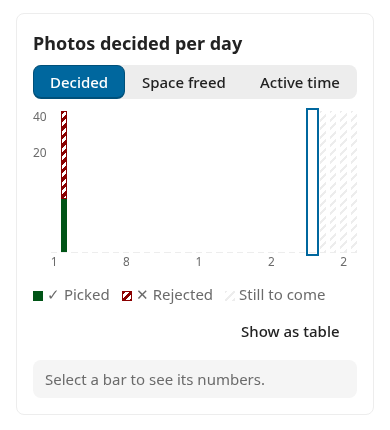 Photos decided per day
Decided Space freed Active time
40
20
1 8 1 2 2
✓ Picked ✕ Rejected Still to come
Show as table
Select a bar to see its numbers.